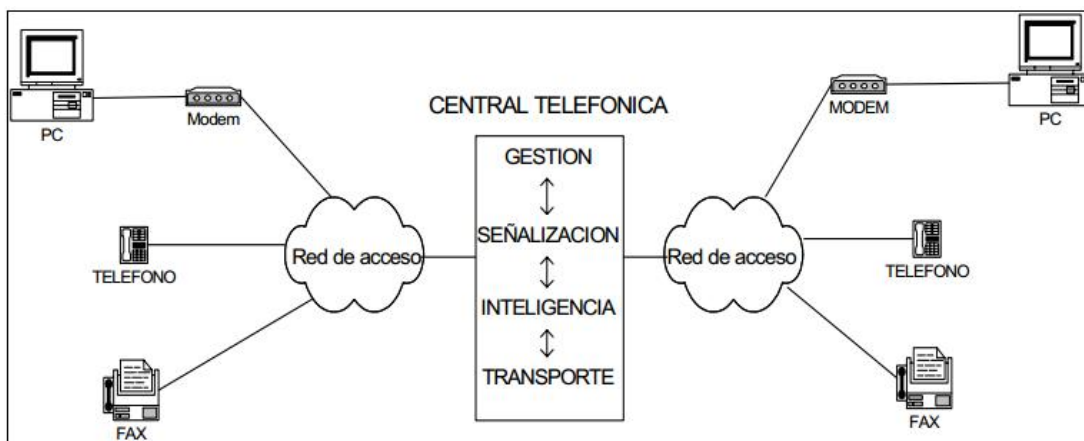 PC
Modem
TELEFONO
FAX
Red de acceso
CENTRAL TELEFONICA
GESTION
SEÑALIZACION
INTELIGENCIA
TRANSPORTE
Red de acceso
MODEM
PC
TELEFONO
FAX